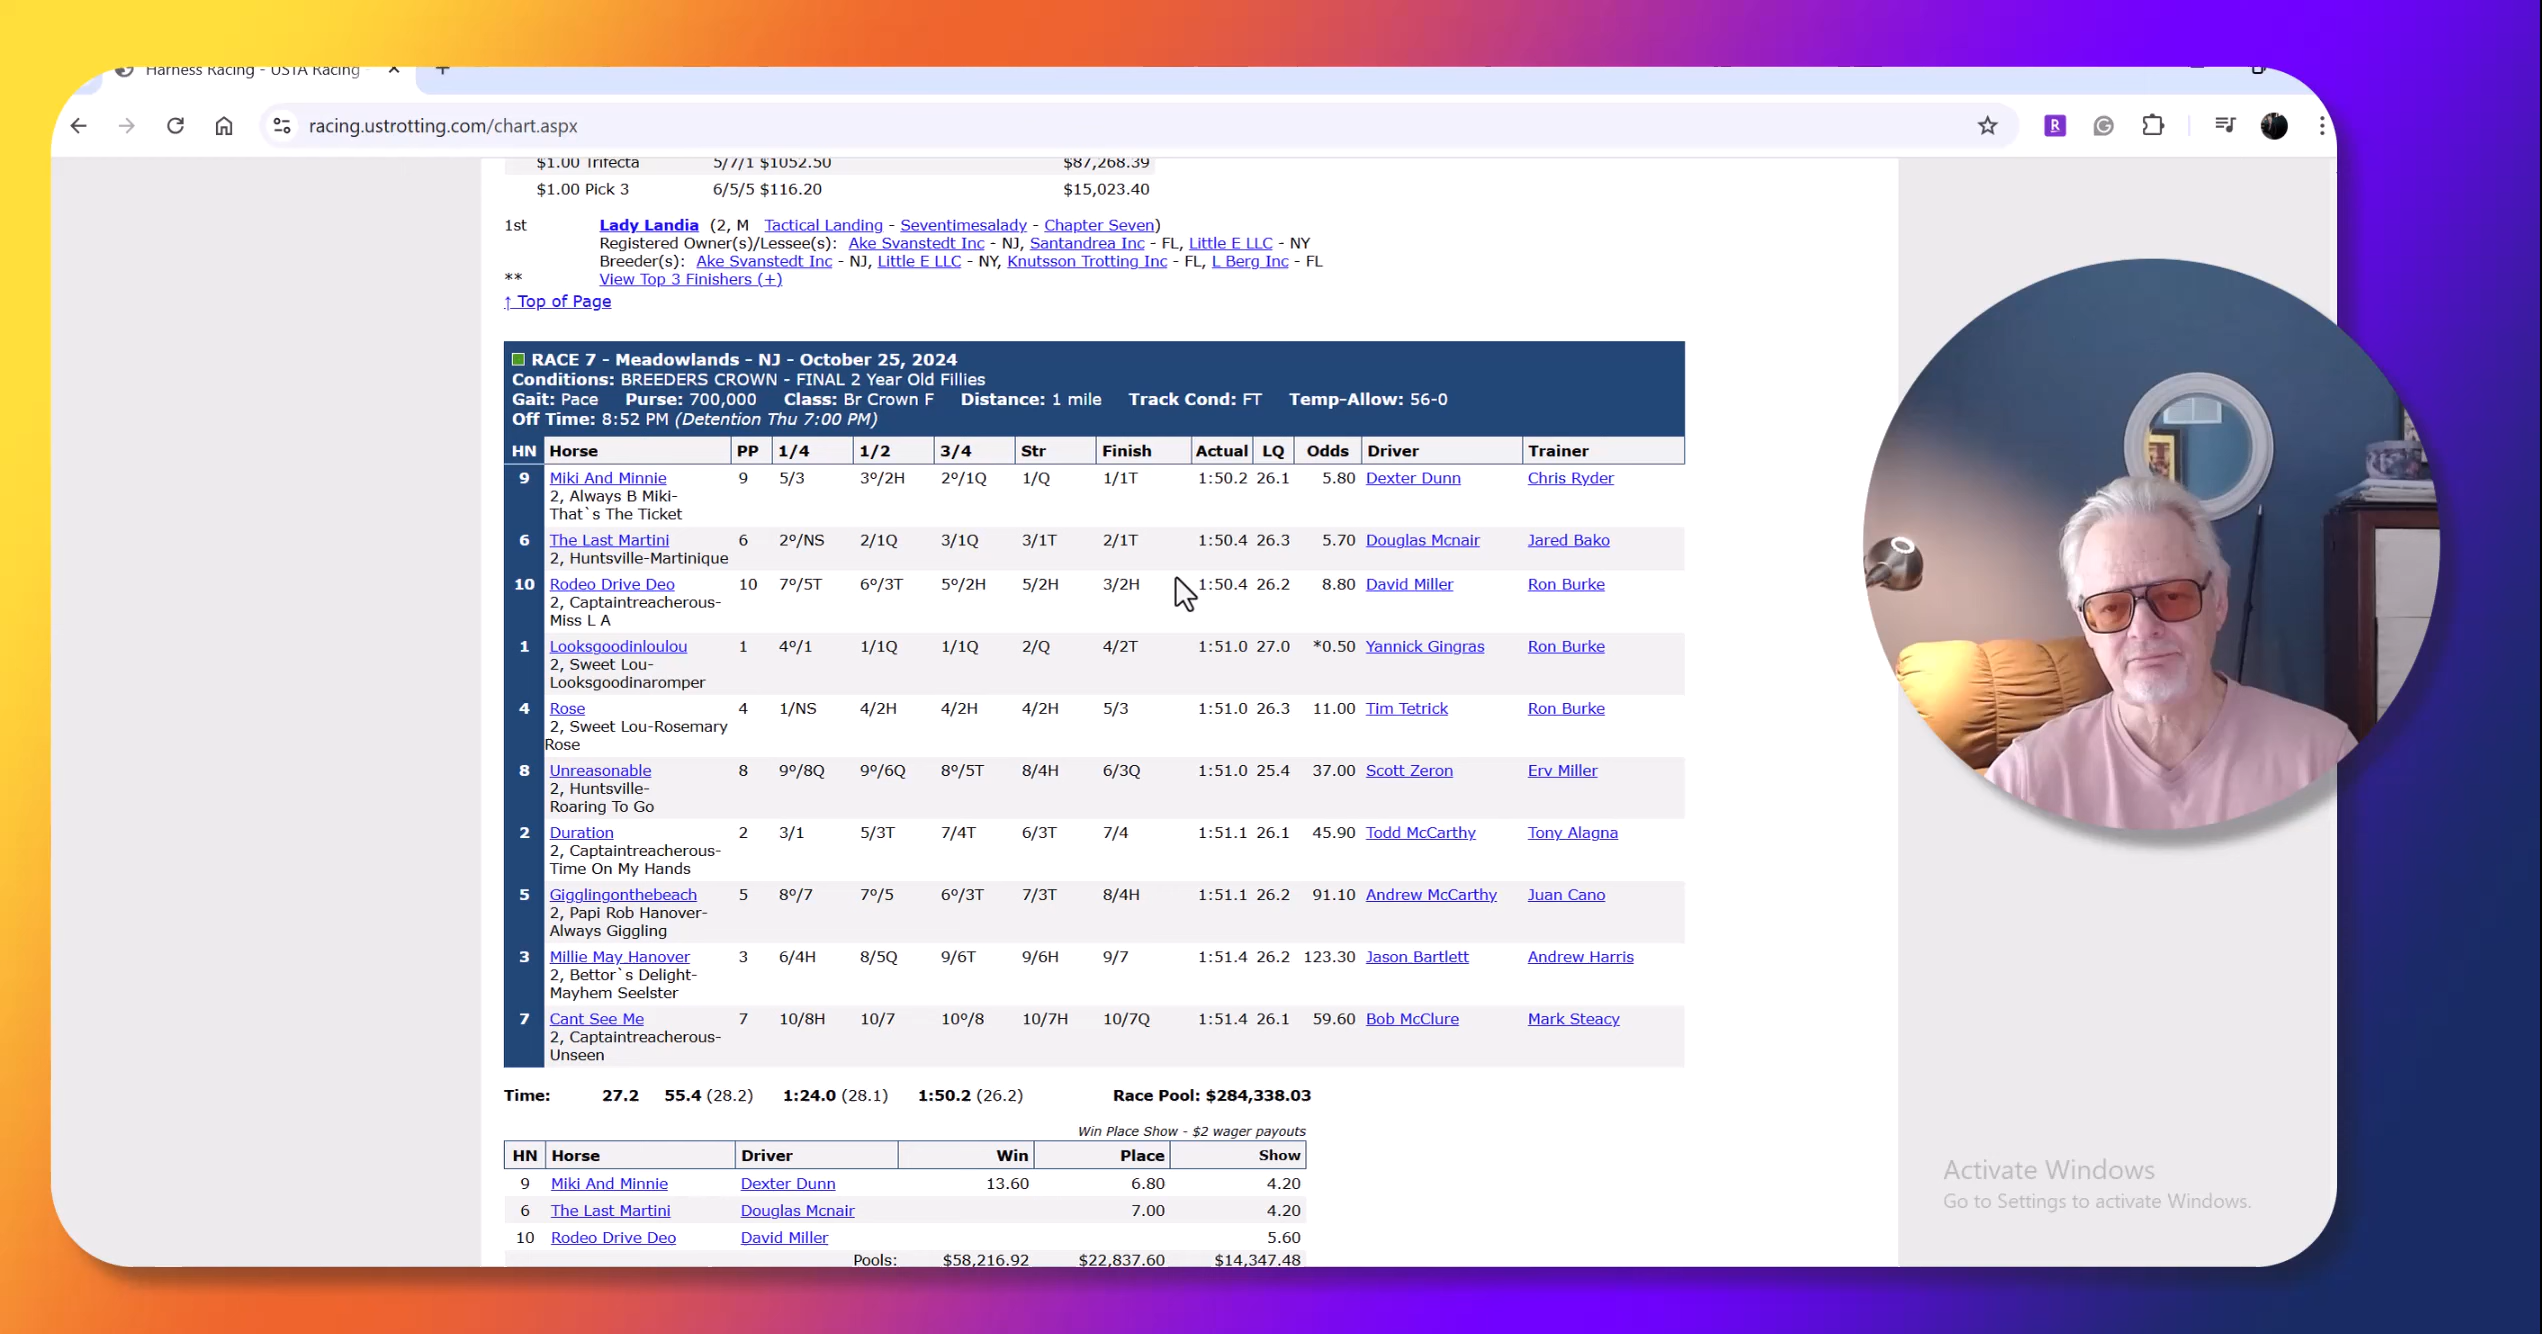 Harness Racing - USTA Racing
racing.ustrotting.com/chart.aspx
$1.00 Trifecta 5/7/1 $1052.50 $87,268.39
$1.00 Pick 3 6/5/5 $116.20 $15,023.40
1st Lady Landia (2, M Tactical Landing - Seventimesalady - Chapter Seven)
Registered Owner(s)/Lessee(s): Ake Svanstedt Inc - NJ, Santandrea Inc - FL, Little E LLC - NY
Breeder(s): Ake Svanstedt Inc - NJ, Little E LLC - NY, Knutsson Trotting Inc - FL, L Berg Inc - FL
** View Top 3 Finishers (+)
↑ Top of Page
RACE 7 - Meadowlands - NJ - October 25, 2024
Conditions: BREEDERS CROWN - FINAL 2 Year Old Fillies
Gait: Pace Purse: 700,000 Class: Br Crown F Distance: 1 mile Track Cond: FT Temp-Allow: 56-0
Off Time: 8:52 PM (Detention Thu 7:00 PM)
HN Horse PP 1/4 1/2 3/4 Str Finish Actual LQ Odds Driver Trainer
9 Miki And Minnie 9 5/3 3º/2H 2º/1Q 1/Q 1/1T 1:50.2 26.1 5.80 Dexter Dunn Chris Ryder
2, Always B Miki-
That`s The Ticket
6 The Last Martini 6 2º/NS 2/1Q 3/1Q 3/1T 2/1T 1:50.4 26.3 5.70 Douglas Mcnair Jared Bako
2, Huntsville-Martinique
10 Rodeo Drive Deo 10 7º/5T 6º/3T 5º/2H 5/2H 3/2H 1:50.4 26.2 8.80 David Miller Ron Burke
2, Captaintreacherous-
Miss L A
1 Looksgoodinloulou 1 4º/1 1/1Q 1/1Q 2/Q 4/2T 1:51.0 27.0 *0.50 Yannick Gingras Ron Burke
2, Sweet Lou-
Looksgoodinaromper
4 Rose 4 1/NS 4/2H 4/2H 4/2H 5/3 1:51.0 26.3 11.00 Tim Tetrick Ron Burke
2, Sweet Lou-Rosemary
Rose
8 Unreasonable 8 9º/8Q 9º/6Q 8º/5T 8/4H 6/3Q 1:51.0 25.4 37.00 Scott Zeron Erv Miller
2, Huntsville-
Roaring To Go
2 Duration 2 3/1 5/3T 7/4T 6/3T 7/4 1:51.1 26.1 45.90 Todd McCarthy Tony Alagna
2, Captaintreacherous-
Time On My Hands
5 Gigglingonthebeach 5 8º/7 7º/5 6º/3T 7/3T 8/4H 1:51.1 26.2 91.10 Andrew McCarthy Juan Cano
2, Papi Rob Hanover-
Always Giggling
3 Millie May Hanover 3 6/4H 8/5Q 9/6T 9/6H 9/7 1:51.4 26.2 123.30 Jason Bartlett Andrew Harris
2, Bettor`s Delight-
Mayhem Seelster
7 Cant See Me 7 10/8H 10/7 10º/8 10/7H 10/7Q 1:51.4 26.1 59.60 Bob McClure Mark Steacy
2, Captaintreacherous-
Unseen
Time: 27.2 55.4 (28.2) 1:24.0 (28.1) 1:50.2 (26.2) Race Pool: $284,338.03
Win Place Show - $2 wager payouts
HN Horse Driver Win Place Show
9 Miki And Minnie Dexter Dunn 13.60 6.80 4.20
6 The Last Martini Douglas Mcnair 7.00 4.20
10 Rodeo Drive Deo David Miller 5.60
Pools: $58,216.92 $22,837.60 $14,347.48
Activate Windows
Go to Settings to activate Windows.